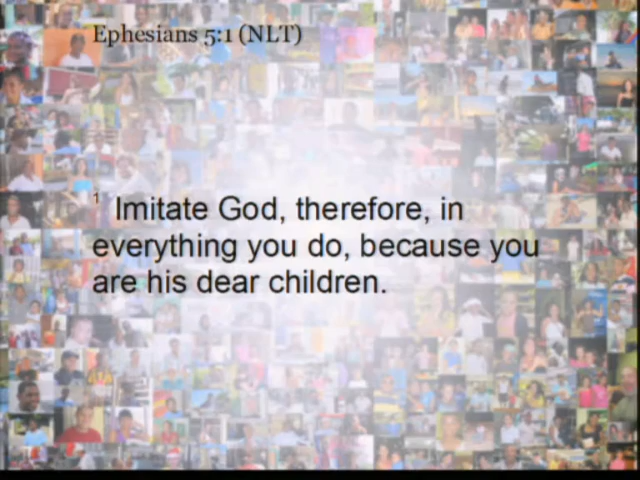 Ephesians 5:1 (NLT)
1 Imitate God, therefore, in
everything you do, because you
are his dear children.